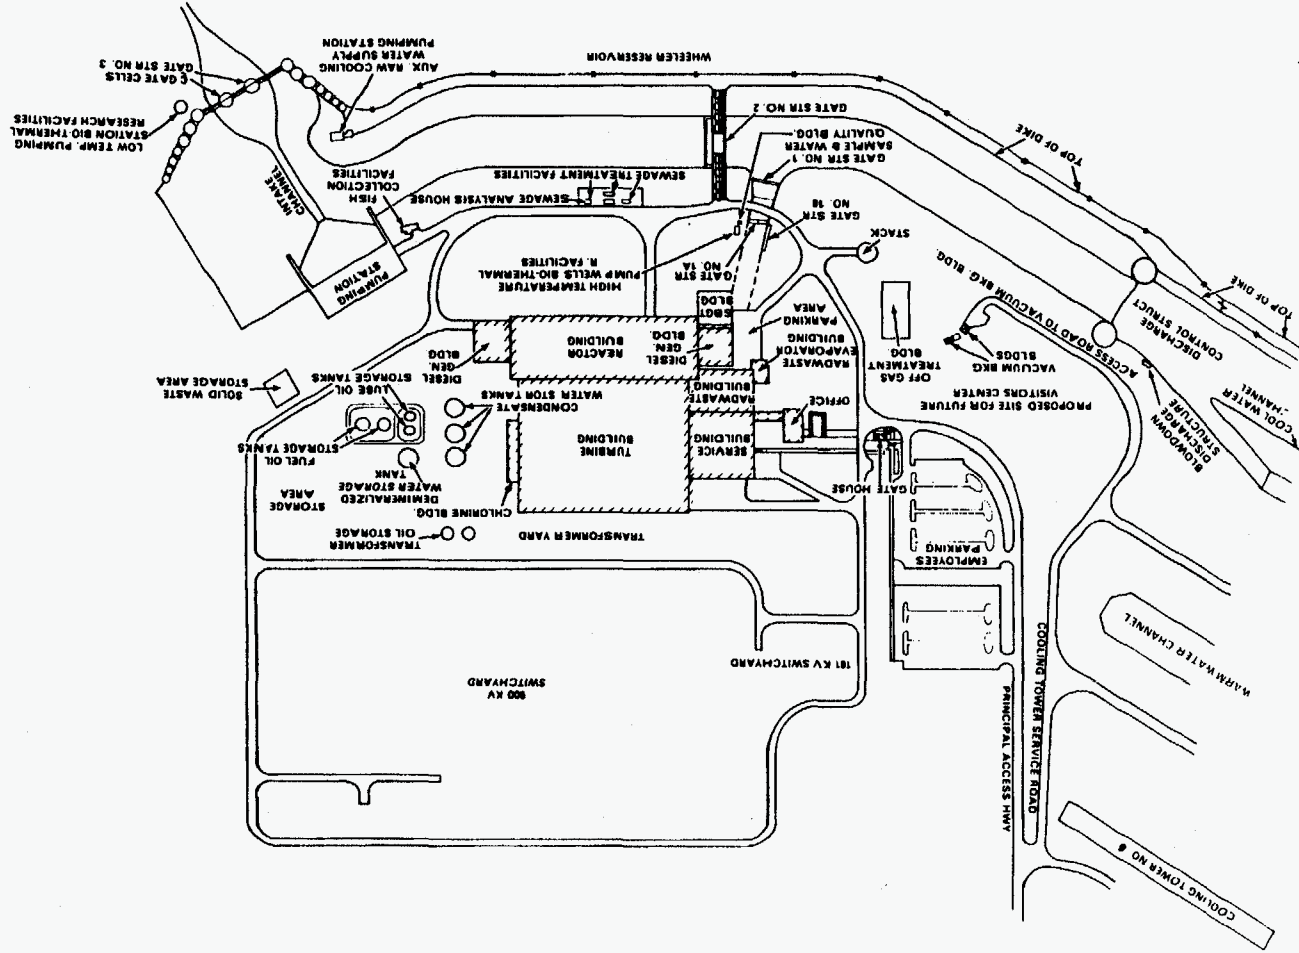 COOLING TOWER NO 6
PRINCIPAL ACCESS HWY
COOLING TOWER SERVICE ROAD
WARM WATER CHANNEL
500 KV
SWITCHYARD
161 KV SWITCHYARD
EMPLOYEES
PARKING
TRANSFORMER YARD
TRANSFORMER
OIL STORAGE
GATE HOUSE
CHLORINE BLDG.
STORAGE
AREA
DEMINERALIZED
WATER STORAGE
TANK
BLOWDOWN
DISCHARGE
STRUCTURE
COOL WATER
CHANNEL
SERVICE
BUILDING
TURBINE
BUILDING
FUEL OIL
STORAGE TANKS
CONDENSATE
WATER STOR TANKS
PROPOSED SITE FOR FUTURE
VISITORS CENTER
OFFICE
RADWASTE
BUILDING
LUBE OIL
STORAGE TANKS
SOLID WASTE
STORAGE AREA
VACUUM BKG
BLDGS
OFF GAS
TREATMENT
BLDG
RADWASTE
EVAPORATOR
BUILDING
DIESEL
GEN.
BLDG.
REACTOR
BUILDING
DIESEL
GEN.
BLDG
DISCHARGE
CONTROL STRUCT
ACCESS ROAD TO VACUUM BKG. BLDG.
PARKING
AREA
SBGT
BLDG
TOP OF DIKE
TOP OF DIKE
HIGH TEMPERATURE
PUMP WELLS BIO-THERMAL
R. FACILITIES
GATE STR
NO. 1A
PUMPING
STATION
STACK
GATE STR
NO. 1B
SEWAGE ANALYSIS HOUSE
SEWAGE TREATMENT FACILITIES
FISH
COLLECTION
FACILITIES
INTAKE
CHANNEL
GATE STR NO. 1
SAMPLE & WATER
QUALITY BLDG.
TOP OF DIKE
GATE STR NO. 2
LOW TEMP. PUMPING
STATION BIO-THERMAL
RESEARCH FACILITIES
GATE CELLS
GATE STR NO. 3
WHEELER RESERVOIR
AUX. RAW COOLING
WATER SUPPLY
PUMPING STATION